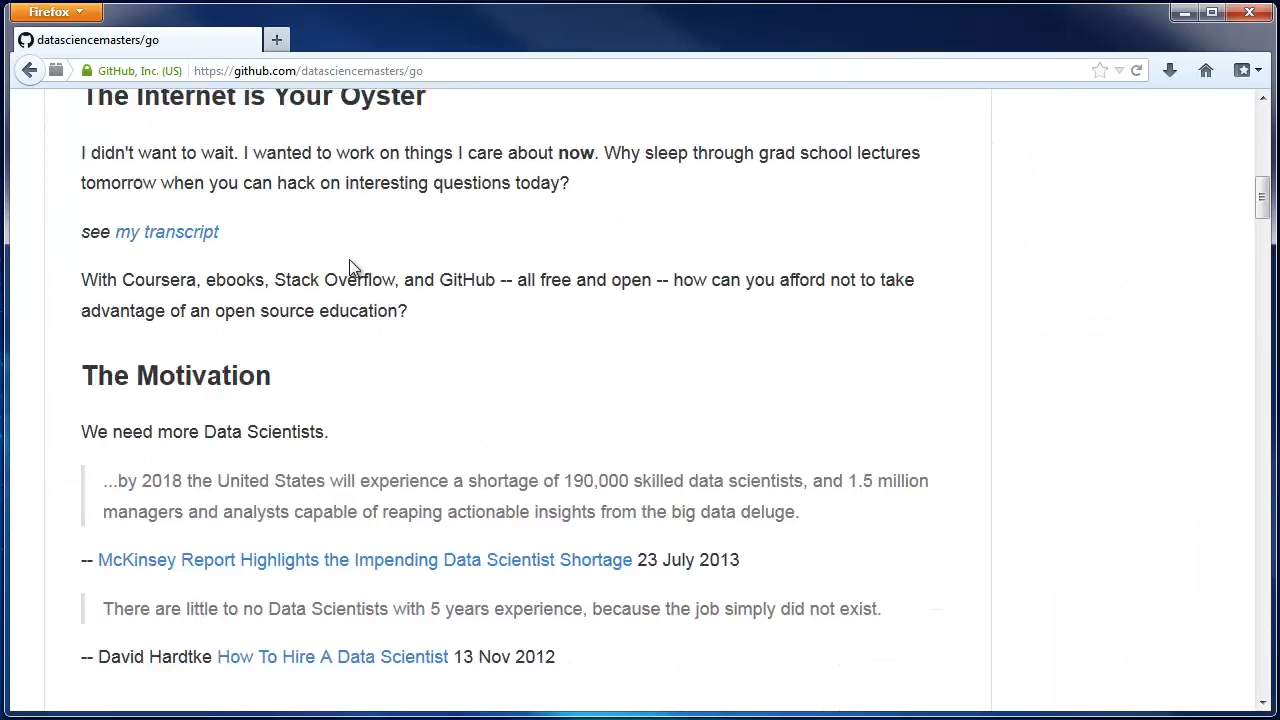 Firefox
datasciencemasters/go
GitHub, Inc. (US)
https://github.com/datasciencemasters/go
The Internet is Your Oyster
I didn't want to wait. I wanted to work on things I care about now. Why sleep through grad school lectures
tomorrow when you can hack on interesting questions today?
see my transcript
With Coursera, ebooks, Stack Overflow, and GitHub -- all free and open -- how can you afford not to take
advantage of an open source education?
The Motivation
We need more Data Scientists.
...by 2018 the United States will experience a shortage of 190,000 skilled data scientists, and 1.5 million
managers and analysts capable of reaping actionable insights from the big data deluge.
-- McKinsey Report Highlights the Impending Data Scientist Shortage 23 July 2013
There are little to no Data Scientists with 5 years experience, because the job simply did not exist.
-- David Hardtke How To Hire A Data Scientist 13 Nov 2012